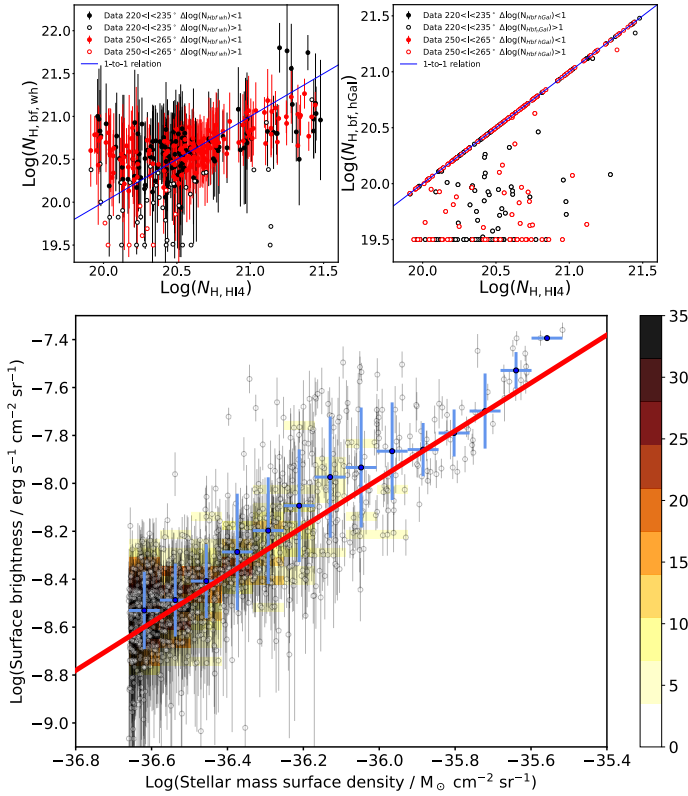 Data 220<l<235° Δlog(N_Hbf wh)<1
Data 220<l<235° Δlog(N_Hbf wh)>1
Data 250<l<265° Δlog(N_Hbf wh)<1
Data 250<l<265° Δlog(N_Hbf wh)>1
1-to-1 relation
22.0
21.5
21.0
20.5
20.0
19.5
Log(N_H, bf, wh)
20.0 20.5 21.0 21.5
Log(N_H, HI4)
Data 220<l<235° Δlog(N_Hbf hGal)<1
Data 220<l<235° Δlog(N_Hbf,hGal)>1
Data 250<l<265° Δlog(N_Hbf hGal)<1
Data 250<l<265° Δlog(N_Hbf hGal)>1
1-to-1 relation
21.5
21.0
20.5
20.0
19.5
Log(N_H, bf, hGal)
20.0 20.5 21.0 21.5
Log(N_H, HI4)
−7.4
−7.6
−7.8
−8.0
−8.2
−8.4
−8.6
−8.8
−9.0
Log(Surface brightness / erg s⁻¹ cm⁻² sr⁻¹)
−36.8 −36.6 −36.4 −36.2 −36.0 −35.8 −35.6 −35.4
Log(Stellar mass surface density / M⊙ cm⁻² sr⁻¹)
35
30
25
20
15
10
5
0